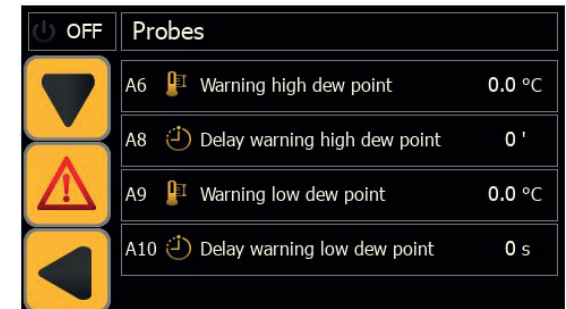 OFF Probes
A6 Warning high dew point 0.0 °C
A8 Delay warning high dew point 0 '
A9 Warning low dew point 0.0 °C
A10 Delay warning low dew point 0 s